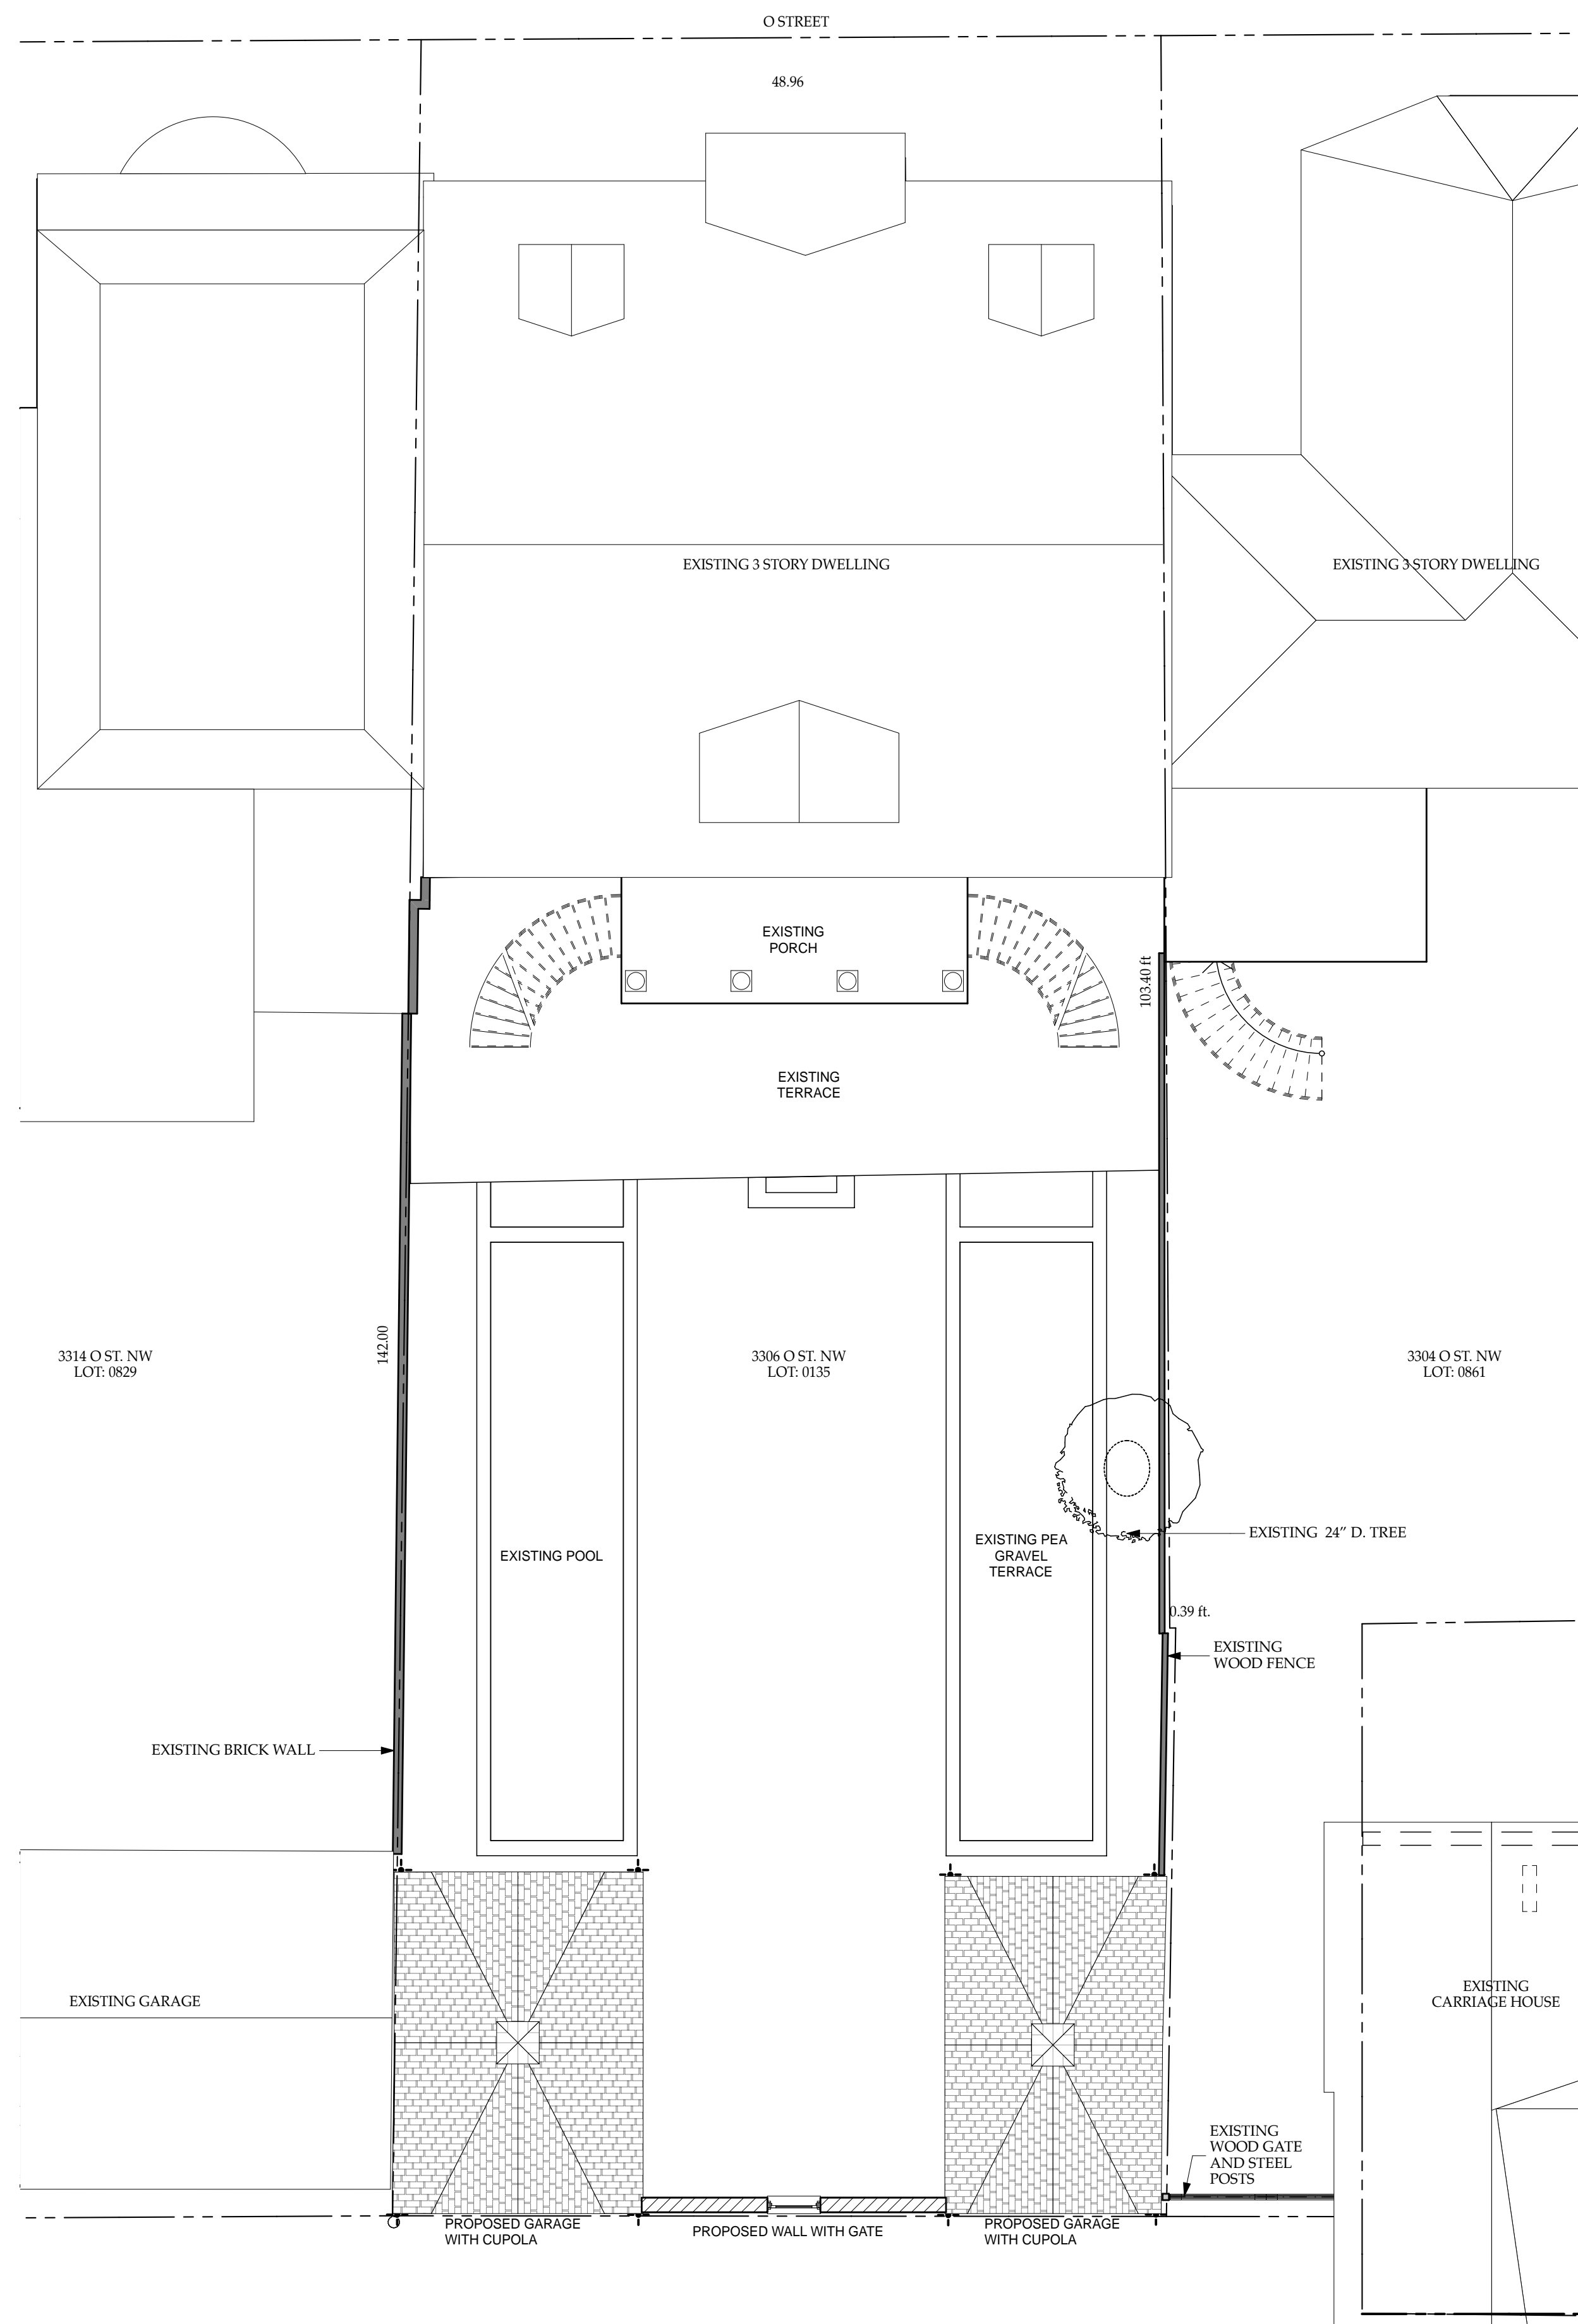 O STREET
48.96
EXISTING 3 STORY DWELLING
EXISTING 3 STORY DWELLING
EXISTING
PORCH
103.40 ft
EXISTING
TERRACE
142.00
3314 O ST. NW
LOT: 0829
3306 O ST. NW
LOT: 0135
3304 O ST. NW
LOT: 0861
EXISTING 24" D. TREE
EXISTING POOL
EXISTING PEA
GRAVEL
TERRACE
0.39 ft.
EXISTING
WOOD FENCE
EXISTING BRICK WALL
EXISTING GARAGE
EXISTING
CARRIAGE HOUSE
EXISTING
WOOD GATE
AND STEEL
POSTS
PROPOSED GARAGE
WITH CUPOLA
PROPOSED WALL WITH GATE
PROPOSED GARAGE
WITH CUPOLA